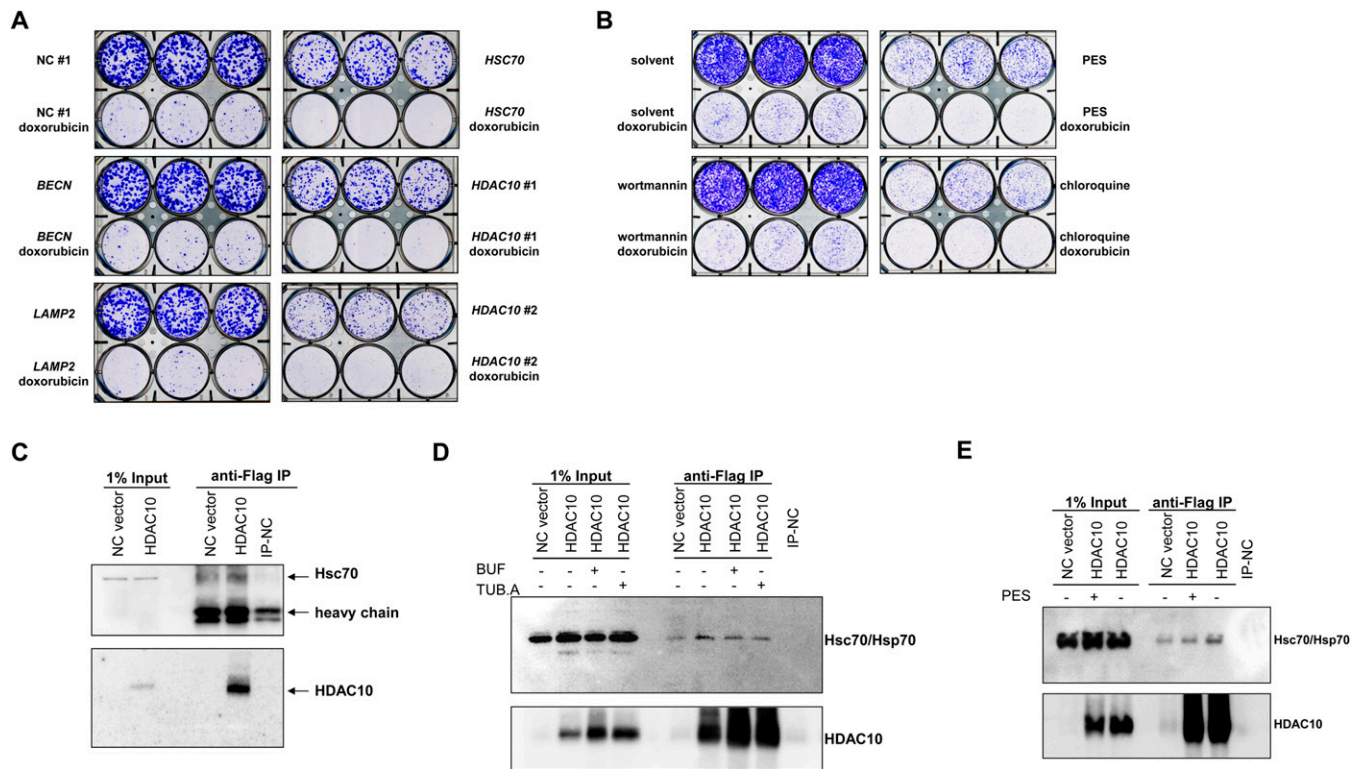 A
NC #1
HSC70
NC #1
doxorubicin
HSC70
doxorubicin
BECN
HDAC10 #1
BECN
doxorubicin
HDAC10 #1
doxorubicin
LAMP2
HDAC10 #2
LAMP2
doxorubicin
HDAC10 #2
doxorubicin
B
solvent
PES
solvent
doxorubicin
PES
doxorubicin
wortmannin
chloroquine
wortmannin
doxorubicin
chloroquine
doxorubicin
C
1% Input
anti-Flag IP
NC vector
HDAC10
NC vector
HDAC10
IP-NC
Hsc70
heavy chain
HDAC10
D
1% Input
anti-Flag IP
NC vector
HDAC10
HDAC10
HDAC10
NC vector
HDAC10
HDAC10
HDAC10
IP-NC
BUF - - + - - - + -
TUB.A - - - + - - - +
Hsc70/Hsp70
HDAC10
E
1% Input
anti-Flag IP
NC vector
HDAC10
HDAC10
NC vector
HDAC10
HDAC10
IP-NC
PES - + - - + -
Hsc70/Hsp70
HDAC10